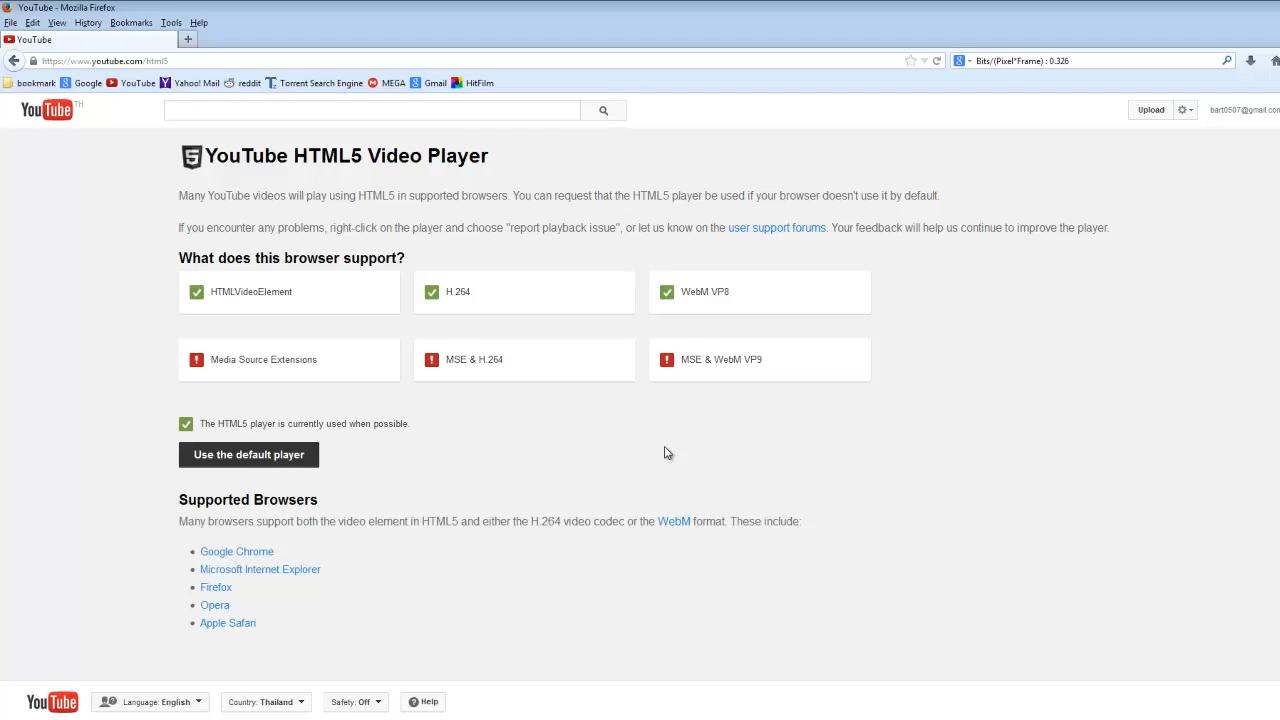 YouTube - Mozilla Firefox
File Edit View History Bookmarks Tools Help
YouTube
https://www.youtube.com/html5 Bits/(Pixel*Frame) : 0.326
bookmark Google YouTube Yahoo! Mail reddit Torrent Search Engine MEGA Gmail HitFilm
YouTube TH Upload bart0507@gmail.com
YouTube HTML5 Video Player
Many YouTube videos will play using HTML5 in supported browsers. You can request that the HTML5 player be used if your browser doesn't use it by default.
If you encounter any problems, right-click on the player and choose "report playback issue", or let us know on the user support forums. Your feedback will help us continue to improve the player.
What does this browser support?
HTMLVideoElement H.264 WebM VP8
Media Source Extensions MSE & H.264 MSE & WebM VP9
The HTML5 player is currently used when possible.
Use the default player
Supported Browsers
Many browsers support both the video element in HTML5 and either the H.264 video codec or the WebM format. These include:
Google Chrome
Microsoft Internet Explorer
Firefox
Opera
Apple Safari
YouTube Language: English Country: Thailand Safety: Off Help